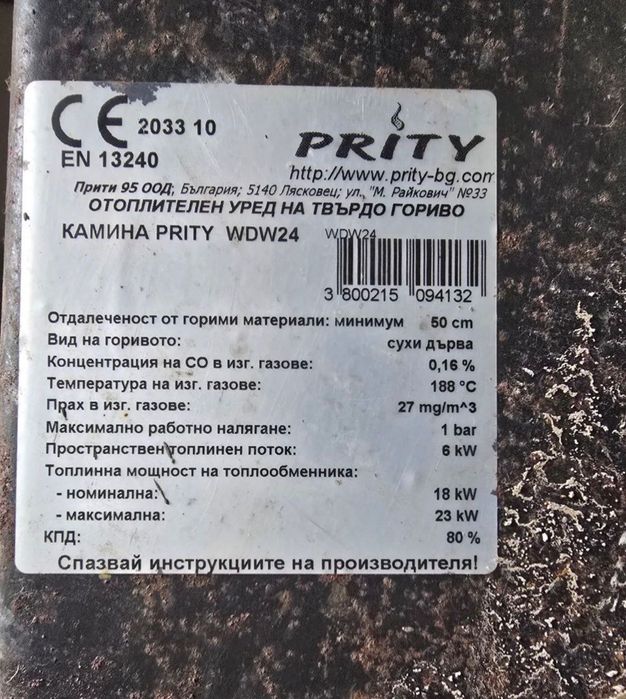 CE 2033 10
EN 13240
PRITY
http://www.prity-bg.com
Прити 95 ООД; България; 5140 Лясковец; ул., "М. Райкович" №33
ОТОПЛИТЕЛЕН УРЕД НА ТВЪРДО ГОРИВО
КАМИНА PRITY WDW24
WDW24
3 800215 094132
Отдалеченост от горими материали: минимум 50 cm
Вид на горивото: сухи дърва
Концентрация на СО в изг. газове: 0,16 %
Температура на изг. газове: 188 °C
Прах в изг. газове: 27 mg/m^3
Максимално работно налягане: 1 bar
Пространствен топлинен поток: 6 kW
Топлинна мощност на топлообменника:
- номинална: 18 kW
- максимална: 23 kW
КПД: 80 %
Спазвай инструкциите на производителя!